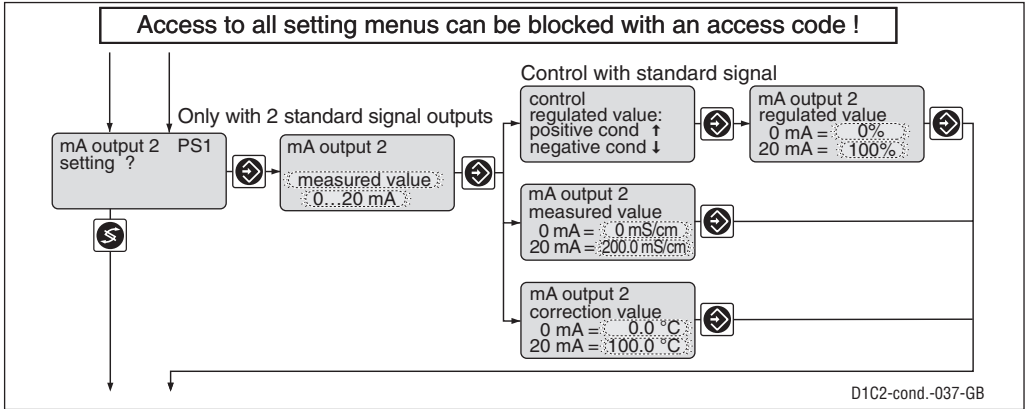 Access to all setting menus can be blocked with an access code !
Control with standard signal
Only with 2 standard signal outputs
mA output 2 PS1
setting ?
mA output 2
measured value
0...20 mA
control
regulated value:
positive cond ↑
negative cond ↓
mA output 2
regulated value
0 mA = 0%
20 mA = 100%
mA output 2
measured value
0 mA = 0 mS/cm
20 mA = 200.0 mS/cm
mA output 2
correction value
0 mA = 0.0 °C
20 mA = 100.0 °C
D1C2-cond.-037-GB